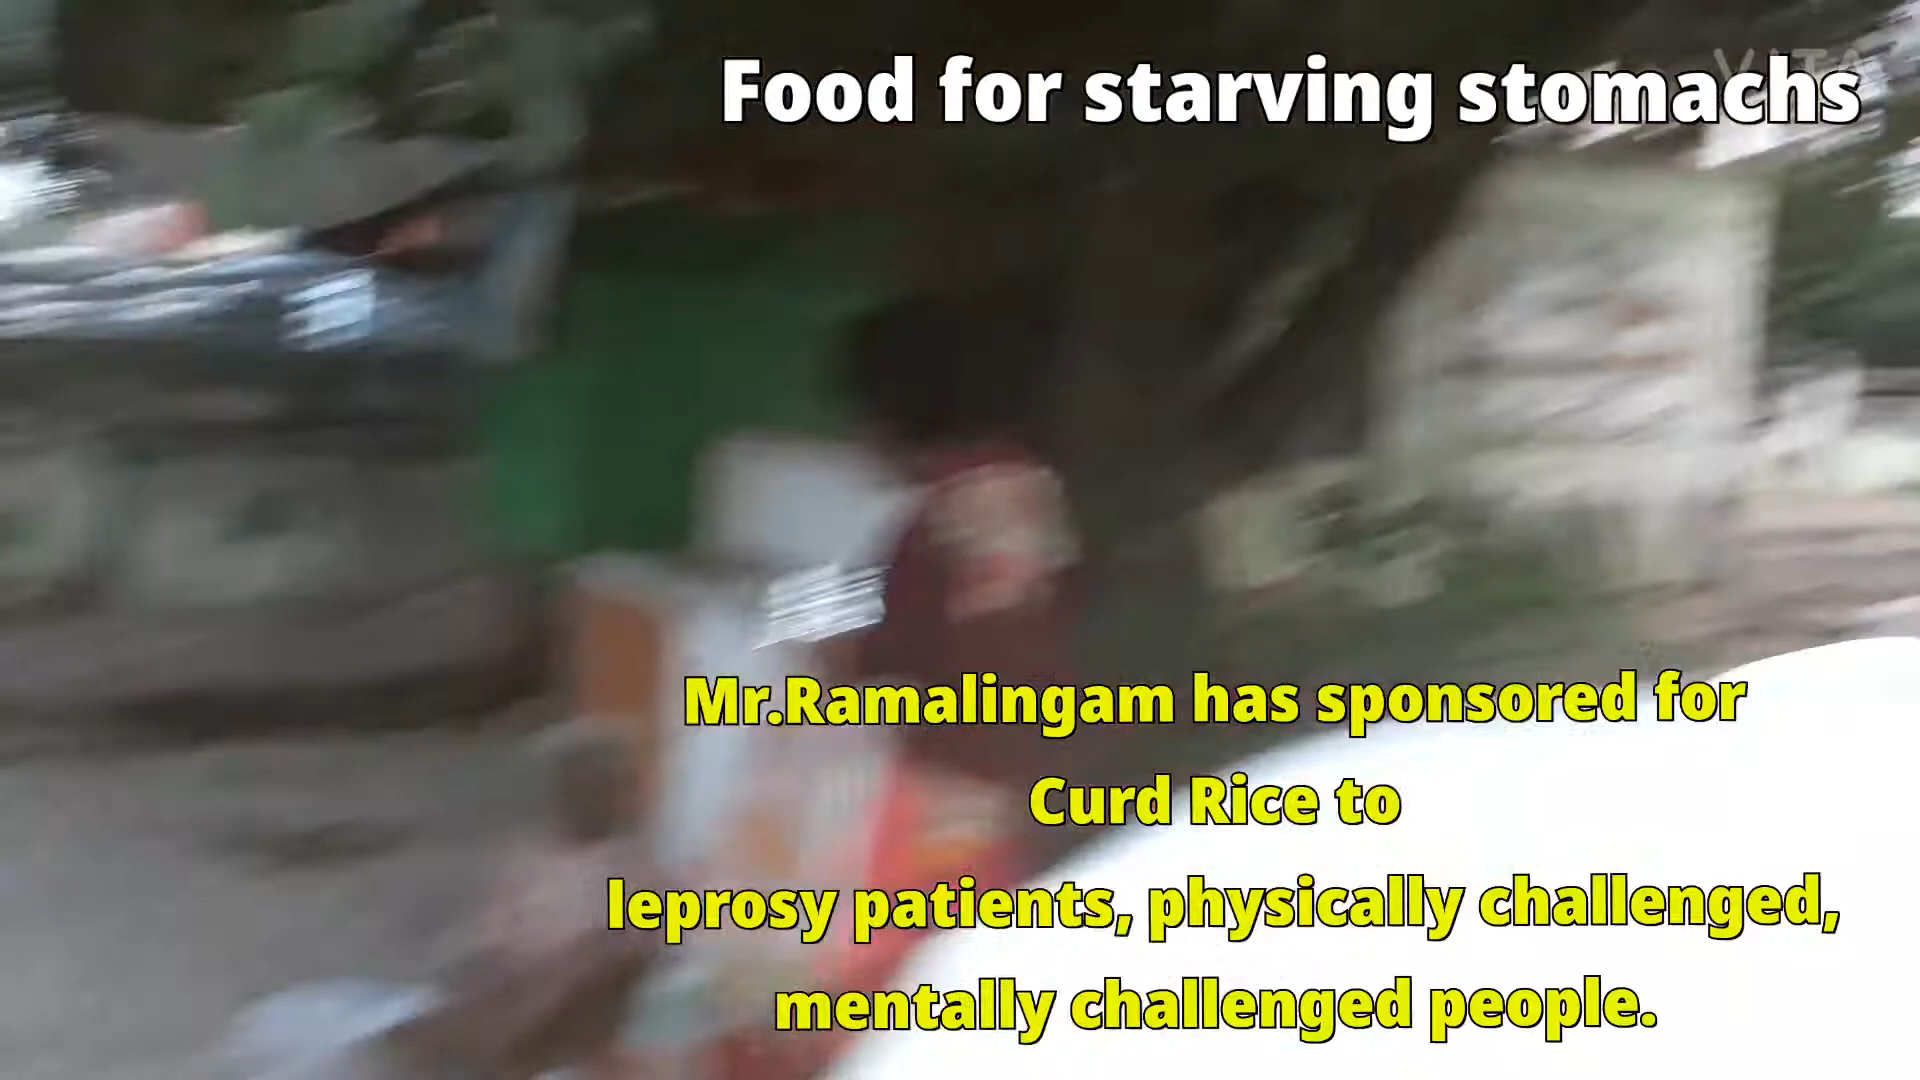 VITA
Food for starving stomachs
Mr.Ramalingam has sponsored for
Curd Rice to
leprosy patients, physically challenged,
mentally challenged people.